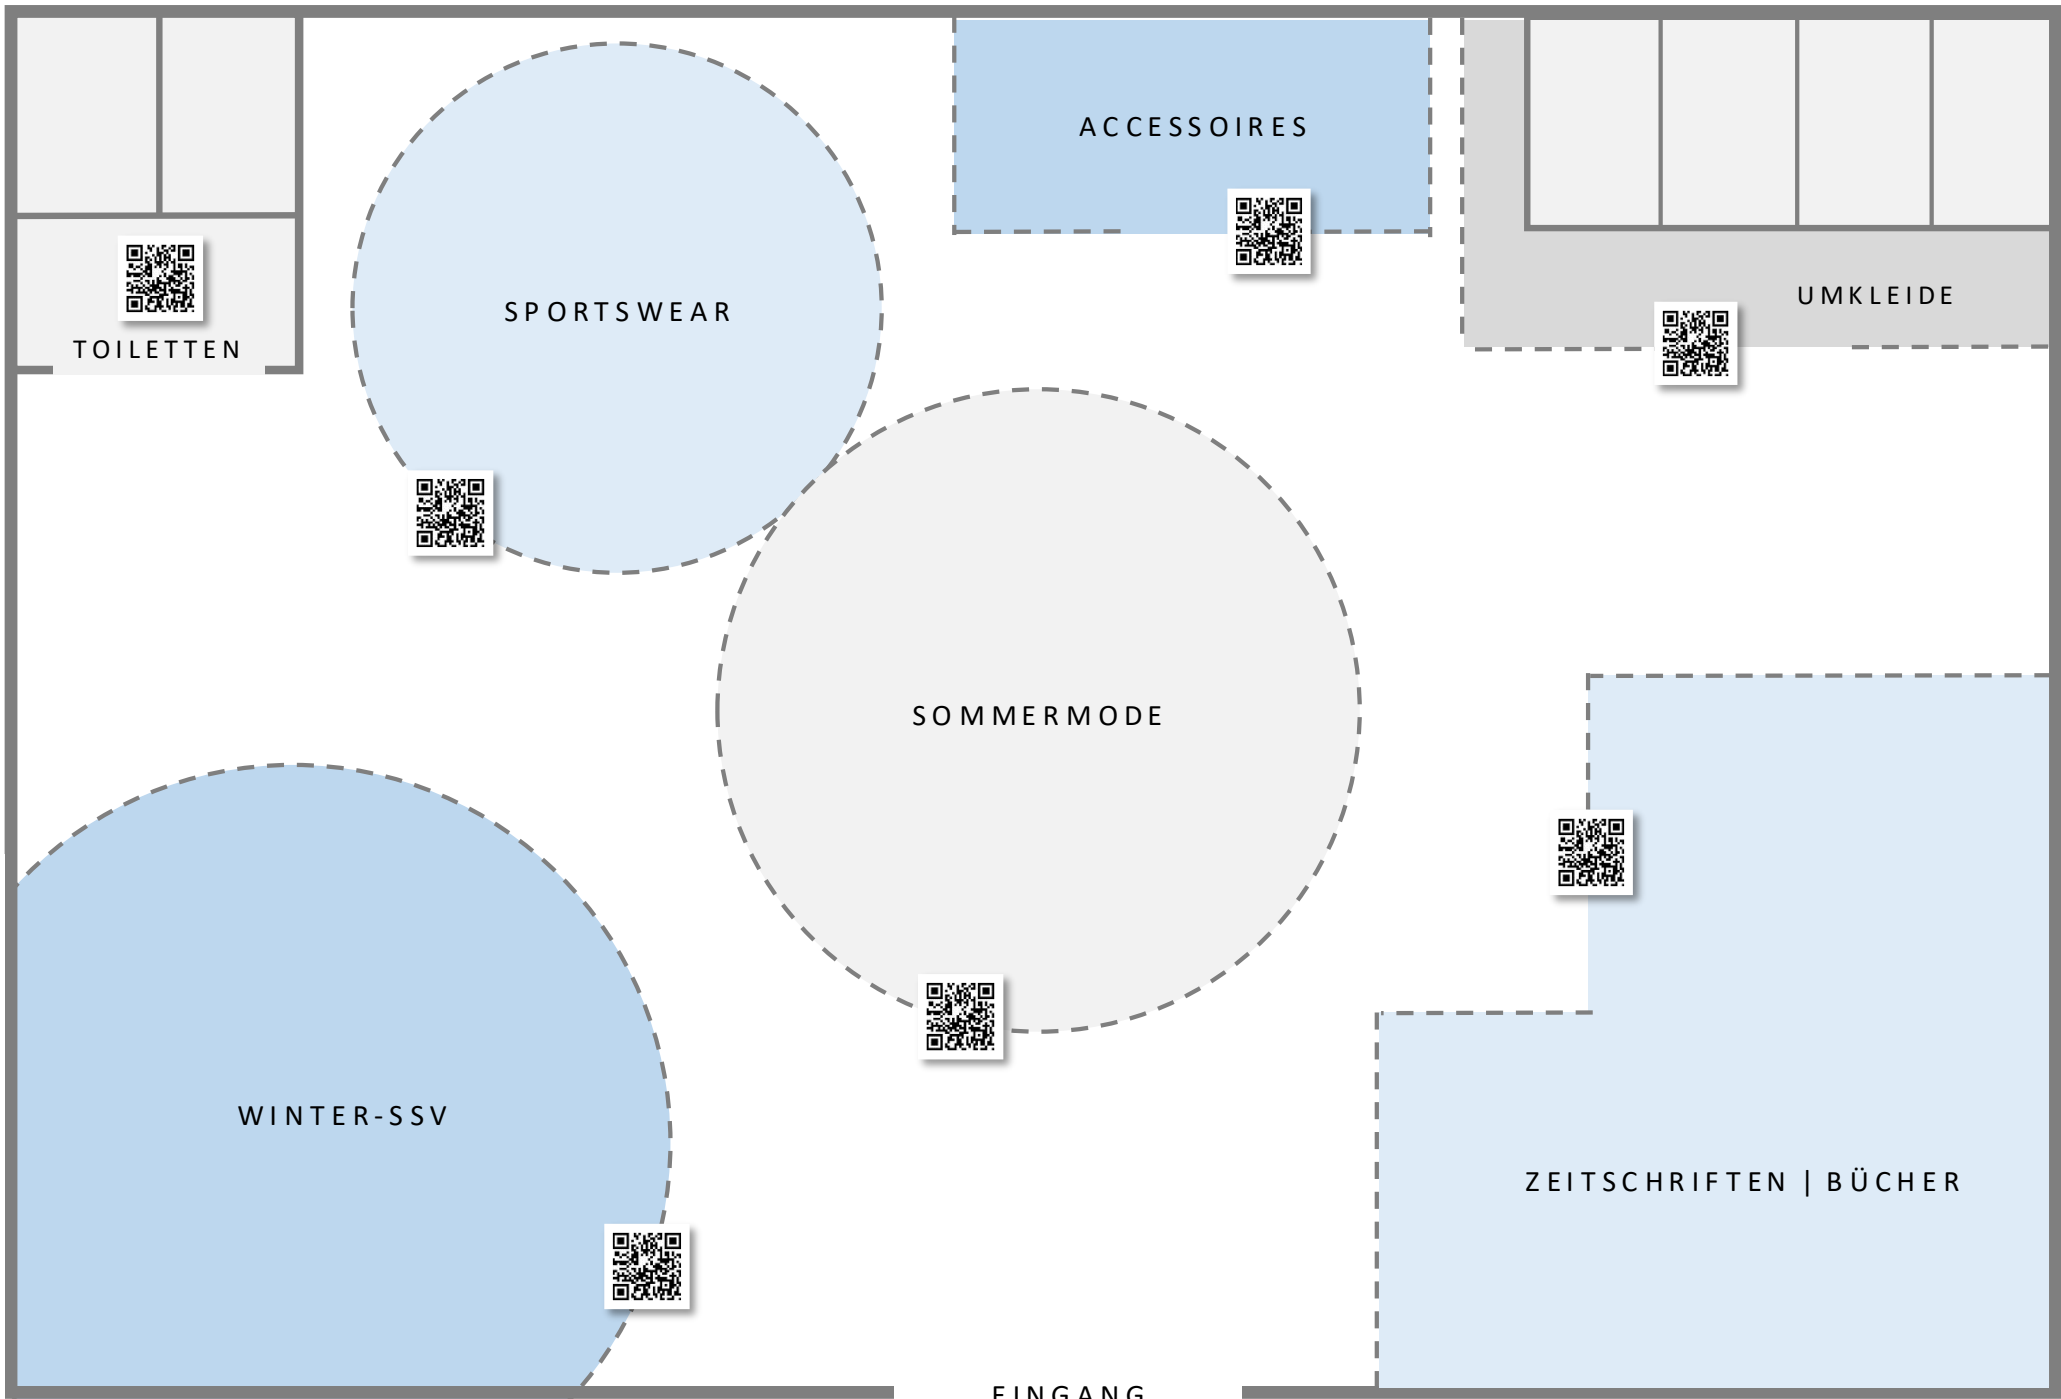 ACCESSOIRES
UMKLEIDE
SPORTSWEAR
TOILETTEN
SOMMERMODE
WINTER-SSV
ZEITSCHRIFTEN | BÜCHER
EINGANG